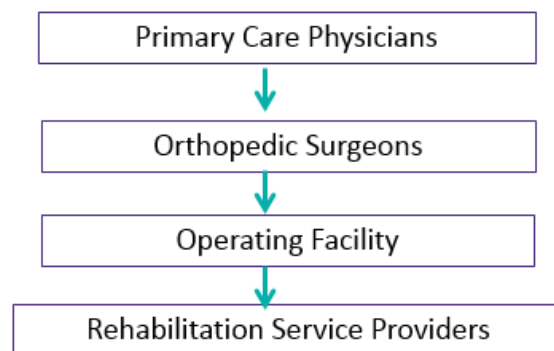 Primary Care Physicians
Orthopedic Surgeons
Operating Facility
Rehabilitation Service Providers